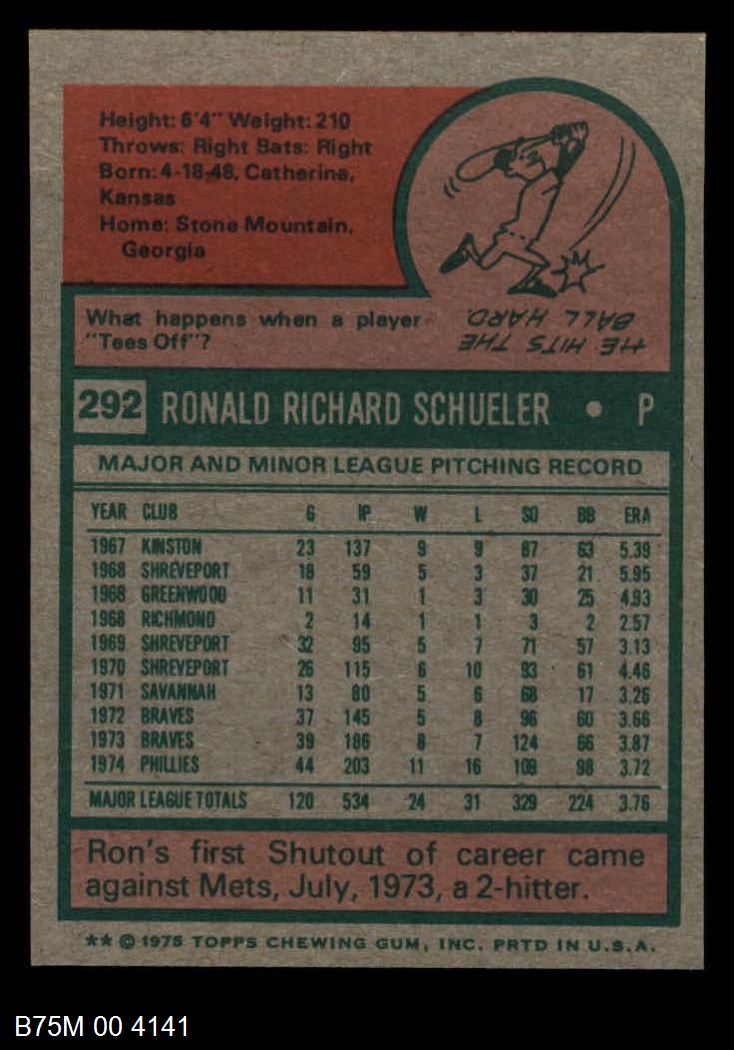 Height: 6'4" Weight: 210
Throws: Right Bats: Right
Born: 4-18-48, Catherine,
Kansas
Home: Stone Mountain,
Georgia
What happens when a player
"Tees Off"?
HE HITS THE
BALL HARD.
292 RONALD RICHARD SCHUELER • P
MAJOR AND MINOR LEAGUE PITCHING RECORD
YEAR CLUB G IP W L SO BB ERA
1967 KINSTON 23 137 9 9 87 63 5.39
1968 SHREVEPORT 18 59 5 3 37 21 5.95
1968 GREENWOOD 11 31 1 3 30 25 4.93
1968 RICHMOND 2 14 1 1 3 2 2.57
1969 SHREVEPORT 32 95 5 7 71 57 3.13
1970 SHREVEPORT 26 115 6 10 93 61 4.46
1971 SAVANNAH 13 80 5 6 68 17 3.26
1972 BRAVES 37 145 5 8 96 60 3.66
1973 BRAVES 39 186 8 7 124 66 3.87
1974 PHILLIES 44 203 11 16 109 98 3.72
MAJOR LEAGUE TOTALS 120 534 24 31 329 224 3.76
Ron's first Shutout of career came
against Mets, July, 1973, a 2-hitter.
** © 1975 TOPPS CHEWING GUM, INC. PRTD IN U.S.A.
B75M 00 4141